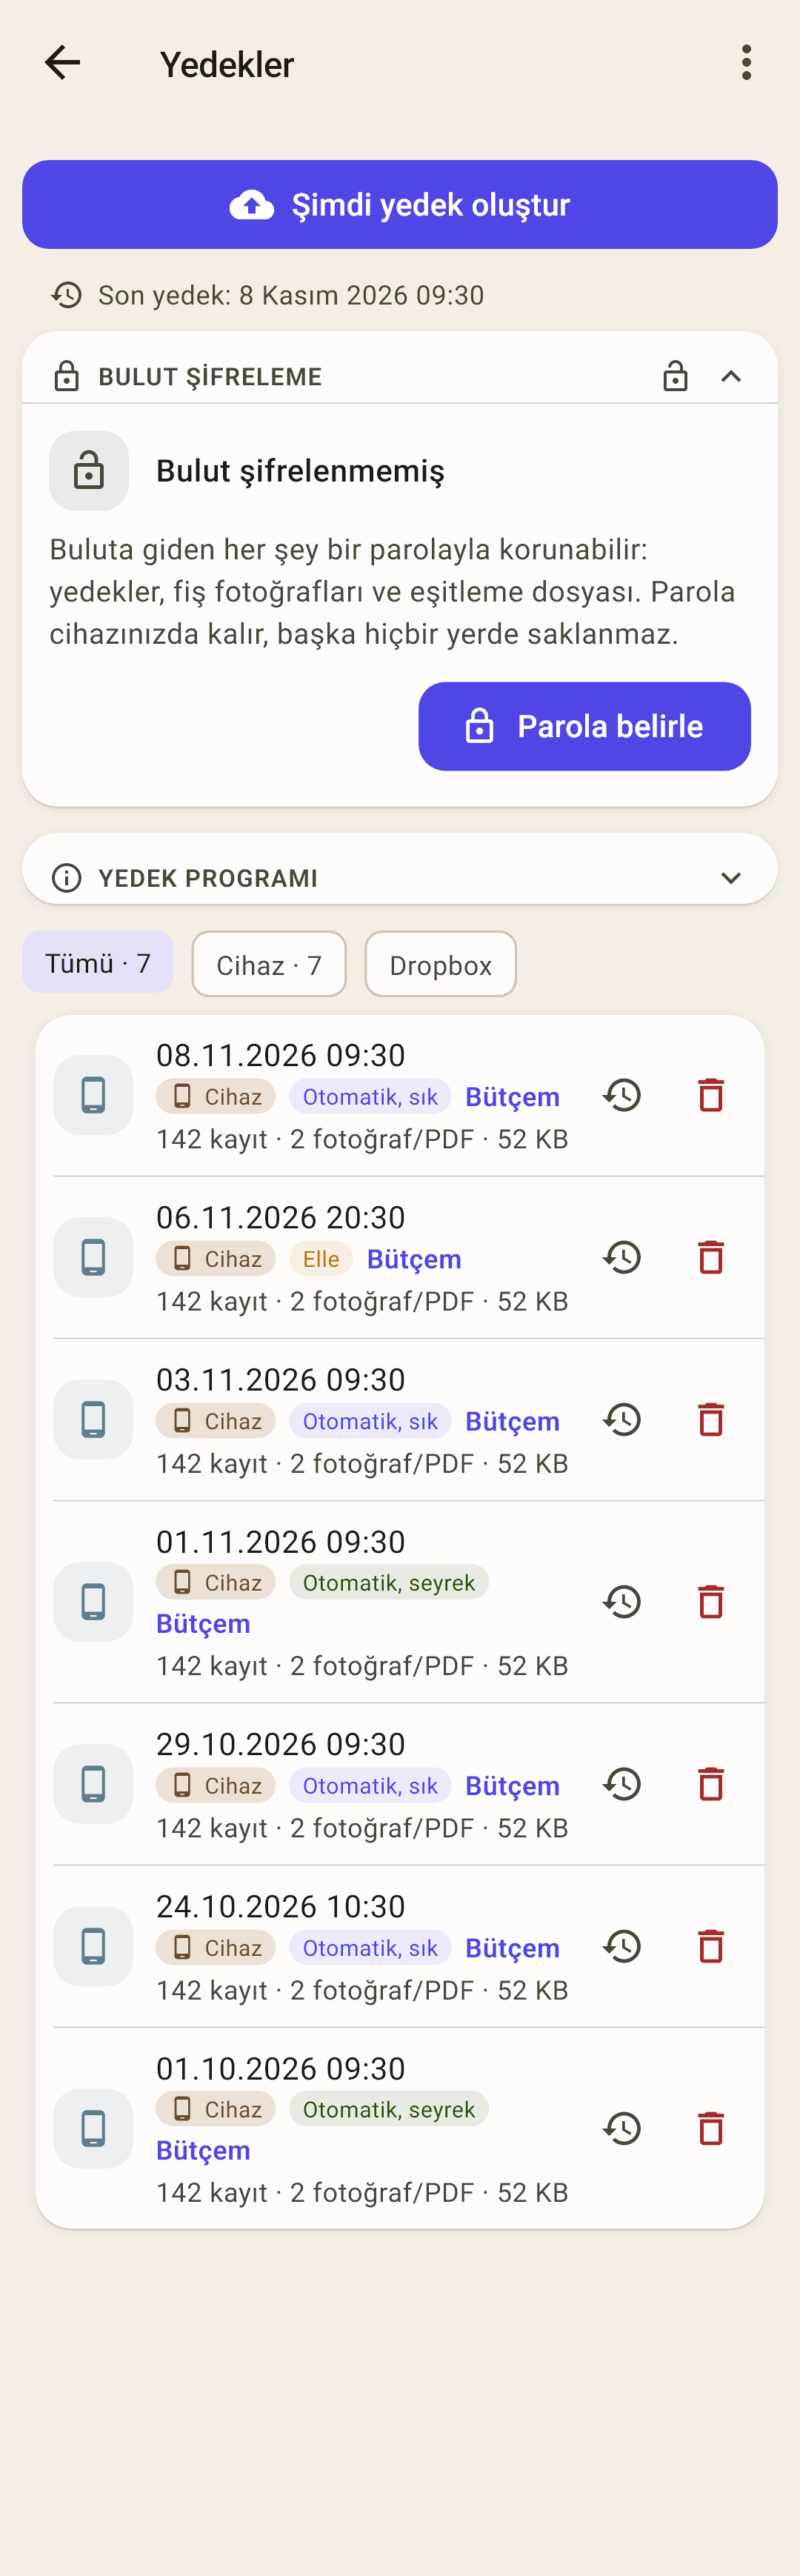 Yedekler
Şimdi yedek oluştur
Son yedek: 8 Kasım 2026 09:30
BULUT ŞİFRELEME
Bulut şifrelenmemiş
Buluta giden her şey bir parolayla korunabilir:
yedekler, fiş fotoğrafları ve eşitleme dosyası. Parola
cihazınızda kalır, başka hiçbir yerde saklanmaz.
Parola belirle
YEDEK PROGRAMI
Tümü · 7 Cihaz · 7 Dropbox
08.11.2026 09:30
Cihaz Otomatik, sık Bütçem
142 kayıt · 2 fotoğraf/PDF · 52 KB
06.11.2026 20:30
Cihaz Elle Bütçem
142 kayıt · 2 fotoğraf/PDF · 52 KB
03.11.2026 09:30
Cihaz Otomatik, sık Bütçem
142 kayıt · 2 fotoğraf/PDF · 52 KB
01.11.2026 09:30
Cihaz Otomatik, seyrek
Bütçem
142 kayıt · 2 fotoğraf/PDF · 52 KB
29.10.2026 09:30
Cihaz Otomatik, sık Bütçem
142 kayıt · 2 fotoğraf/PDF · 52 KB
24.10.2026 10:30
Cihaz Otomatik, sık Bütçem
142 kayıt · 2 fotoğraf/PDF · 52 KB
01.10.2026 09:30
Cihaz Otomatik, seyrek
Bütçem
142 kayıt · 2 fotoğraf/PDF · 52 KB